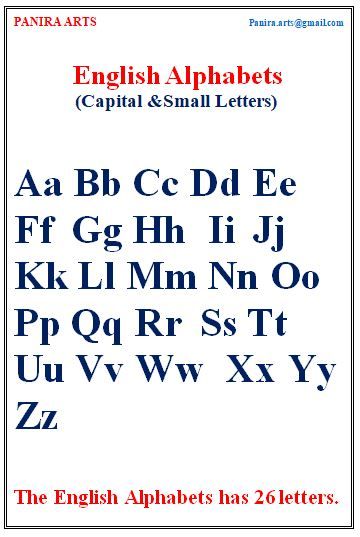 PANIRA ARTS Panira.arts@gmail.com
English Alphabets
(Capital &Small Letters)
Aa Bb Cc Dd Ee
Ff Gg Hh Ii Jj
Kk Ll Mm Nn Oo
Pp Qq Rr Ss Tt
Uu Vv Ww Xx Yy
Zz
The English Alphabets has 26 letters.